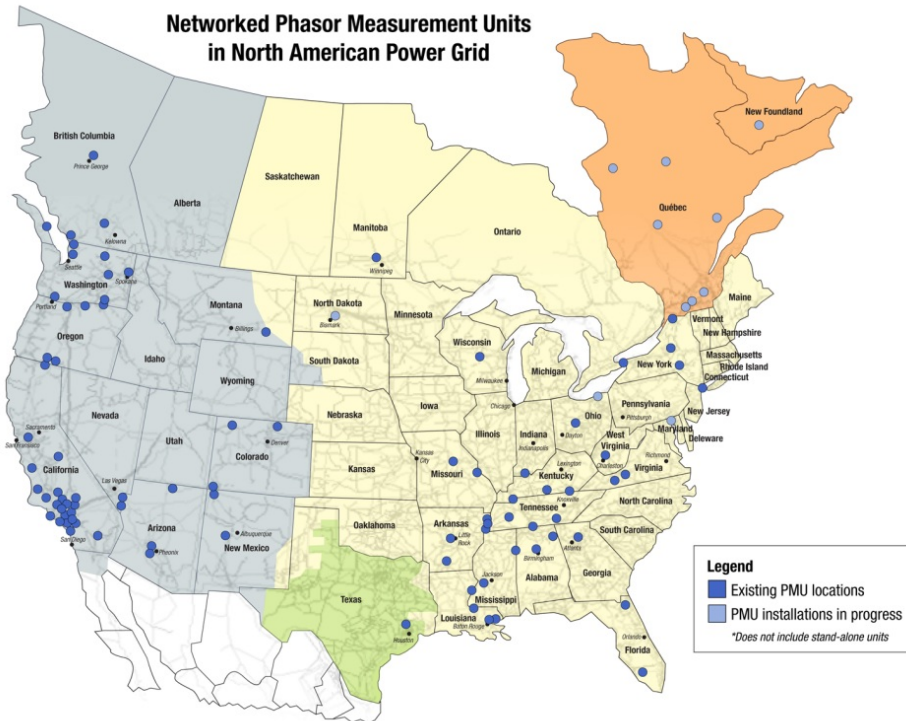 Networked Phasor Measurement Units
in North American Power Grid
British Columbia
Prince George
Alberta
Saskatchewan
Manitoba
Winnipeg
Ontario
Québec
New Foundland
Kelowna
Seattle
Washington
Spokane
Portland
Oregon
Montana
Billings
Idaho
Wyoming
North Dakota
Bismark
South Dakota
Minnesota
Wisconsin
Milwaukee
Michigan
Maine
Vermont
New Hampshire
Massachusetts
Rhode Island
Connecticut
New York
Nebraska
Iowa
Chicago
Pennsylvania
Pittsburgh
New Jersey
Nevada
Sacramento
San Francisco
Utah
Colorado
Denver
Kansas
Kansas
City
Missouri
Illinois
Indiana
Indianapolis
Ohio
Dayton
West
Virginia
Charleston
Maryland
Deleware
Richmond
Virginia
California
Las Vegas
San Diego
Arizona
Pheonix
New Mexico
Albuquerque
Oklahoma
Arkansas
Little
Rock
Kentucky
Lexington
Knoxville
Tennessee
North Carolina
South Carolina
Atlanta
Georgia
Birmingham
Alabama
Jackson
Mississippi
Louisiana
Baton Rouge
Texas
Houston
Orlando
Florida
Legend
Existing PMU locations
PMU installations in progress
*Does not include stand-alone units